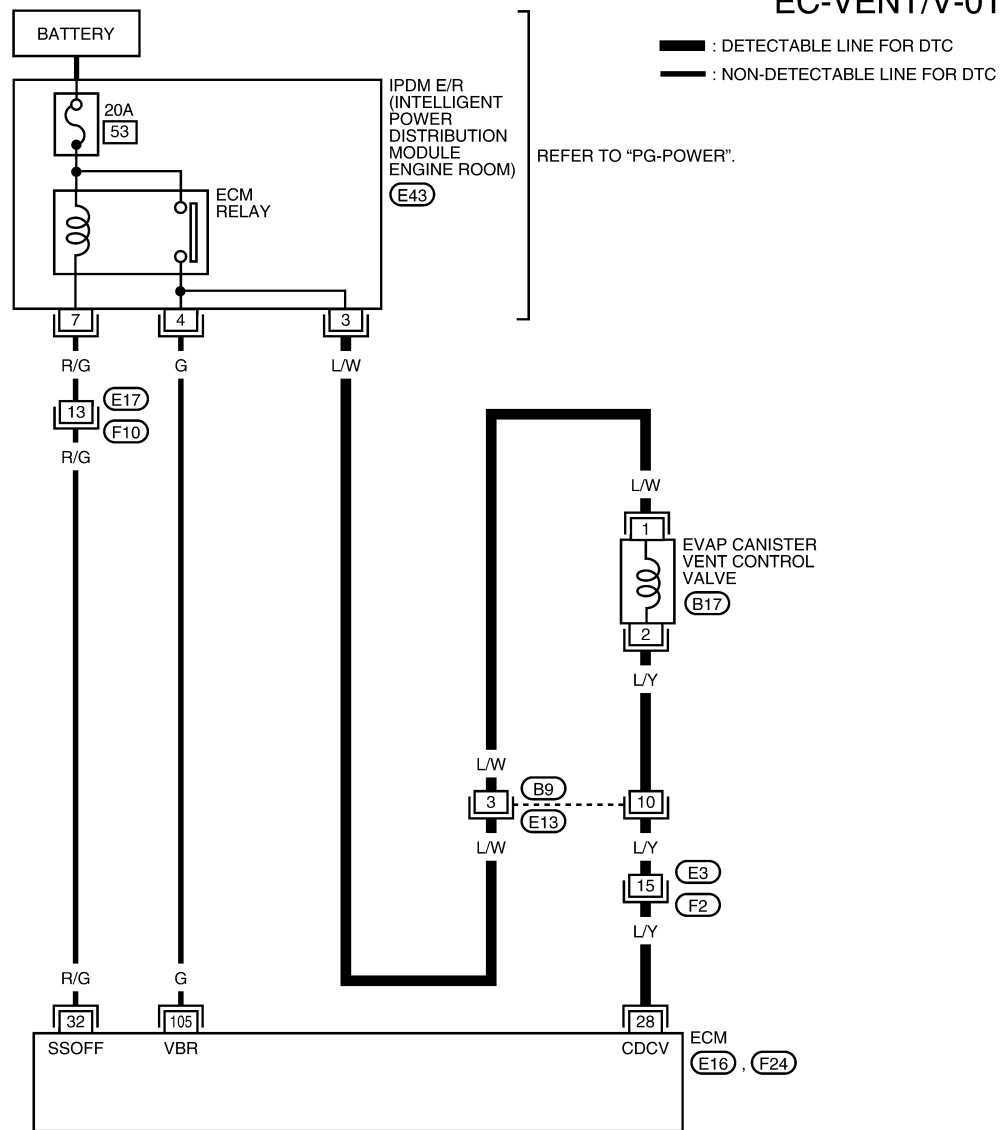 EC-VENT/V-01
BATTERY
: DETECTABLE LINE FOR DTC
: NON-DETECTABLE LINE FOR DTC
20A
53
IPDM E/R
(INTELLIGENT
POWER
DISTRIBUTION
MODULE
ENGINE ROOM)
E43
REFER TO “PG-POWER”.
ECM
RELAY
7
4
3
R/G
G
L/W
13
E17
F10
R/G
L/W
1
EVAP CANISTER
VENT CONTROL
VALVE
B17
2
L/Y
L/W
3
B9
E13
10
L/W
L/Y
15
E3
F2
L/Y
R/G
G
32
105
28
ECM
SSOFF
VBR
CDCV
E16 , F24